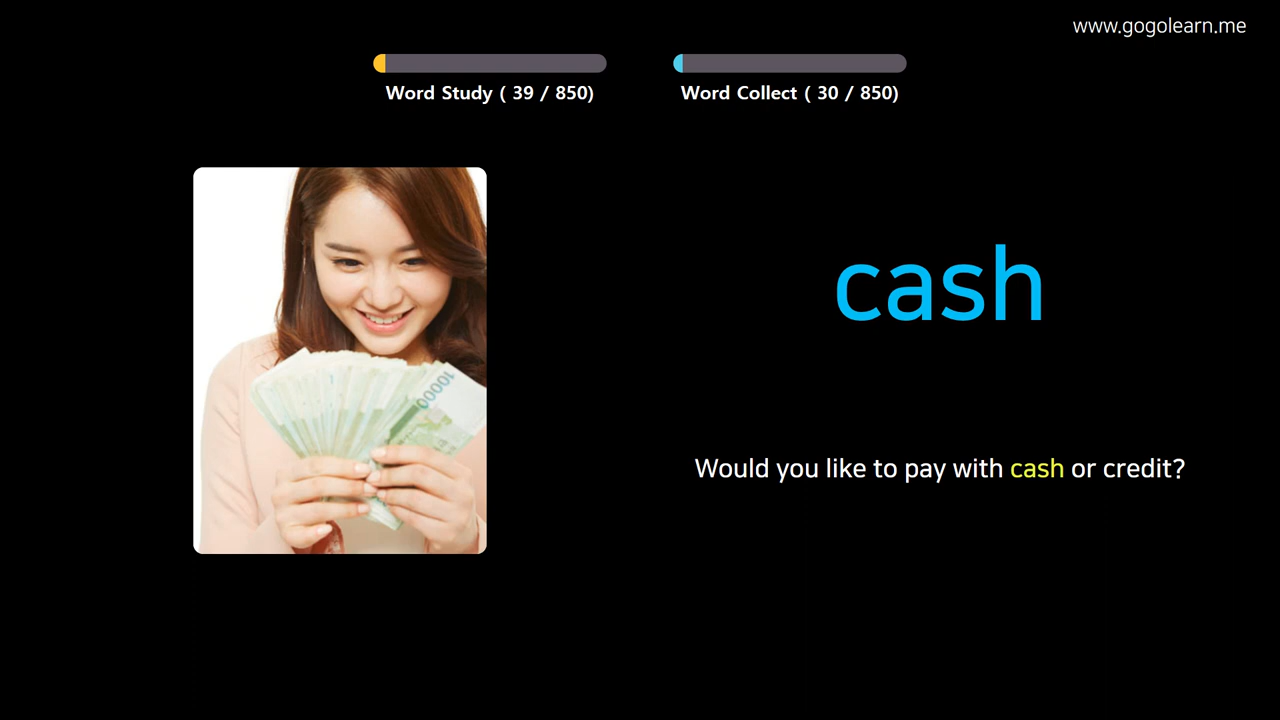 www.gogolearn.me
Word Study ( 39 / 850)
Word Collect ( 30 / 850)
cash
10000
Would you like to pay with cash or credit?